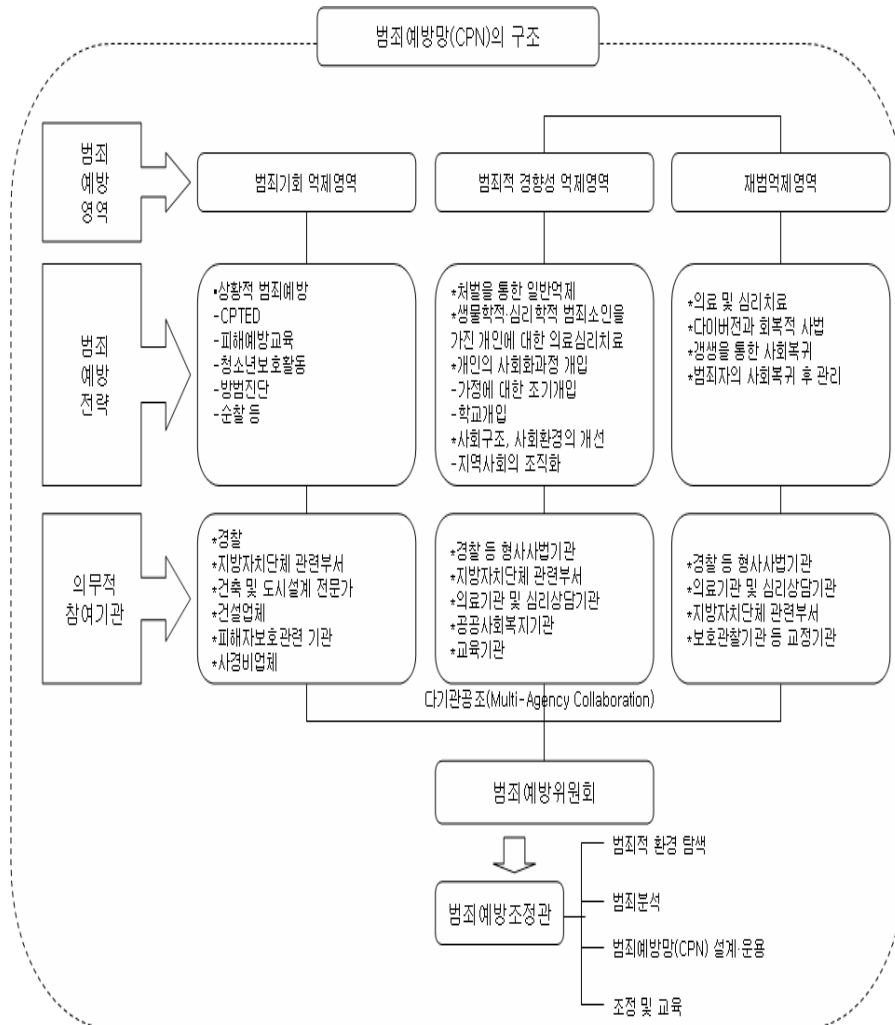 범죄예방망(CPN)의 구조
범죄
예방
영역
범죄기회 억제영역
범죄적 경향성 억제영역
재범억제영역
범죄
예방
전략
▪상황적 범죄예방
-CPTED
-피해예방교육
-청소년보호활동
-방범진단
-순찰 등
*처벌을 통한 일반억제
*생물학적·심리학적 범죄소인을
가진 개인에 대한 의료심리치료
*개인의 사회화과정 개입
-가정에 대한 조기개입
-학교개입
*사회구조, 사회환경의 개선
-지역사회의 조직화
*의료 및 심리치료
*다이버전과 회복적 사법
*갱생을 통한 사회복귀
*범죄자의 사회복귀 후 관리
의무적
참여기관
*경찰
*지방자치단체 관련부서
*건축 및 도시설계 전문가
*건설업체
*피해자보호관련 기관
*사경비업체
*경찰 등 형사사법기관
*지방자치단체 관련부서
*의료기관 및 심리상담기관
*공공사회복지기관
*교육기관
*경찰 등 형사사법기관
*의료기관 및 심리상담기관
*지방자치단체 관련부서
*보호관찰기관 등 교정기관
다기관공조(Multi-Agency Collaboration)
범죄예방위원회
범죄예방조정관
범죄적 환경 탐색
범죄분석
범죄예방망(CPN) 설계·운용
조정 및 교육